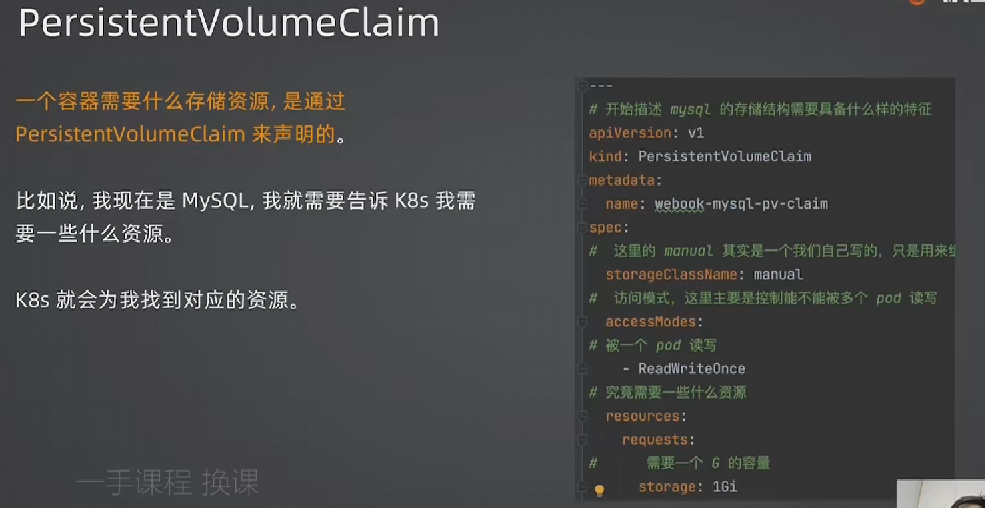 PersistentVolumeClaim
一个容器需要什么存储资源, 是通过
PersistentVolumeClaim 来声明的。
比如说, 我现在是 MySQL, 我就需要告诉 K8s 我需
要一些什么资源。
K8s 就会为我找到对应的资源。
---
# 开始描述 mysql 的存储结构需要具备什么样的特征
apiVersion: v1
kind: PersistentVolumeClaim
metadata:
name: webook-mysql-pv-claim
spec:
# 这里的 manual 其实是一个我们自己写的, 只是用来
storageClassName: manual
# 访问模式, 这里主要是控制能不能被多个 pod 读写
accessModes:
# 被一个 pod 读写
- ReadWriteOnce
# 究竟需要一些什么资源
resources:
requests:
# 需要一个 G 的容量
storage: 1Gi
一手课程 换课